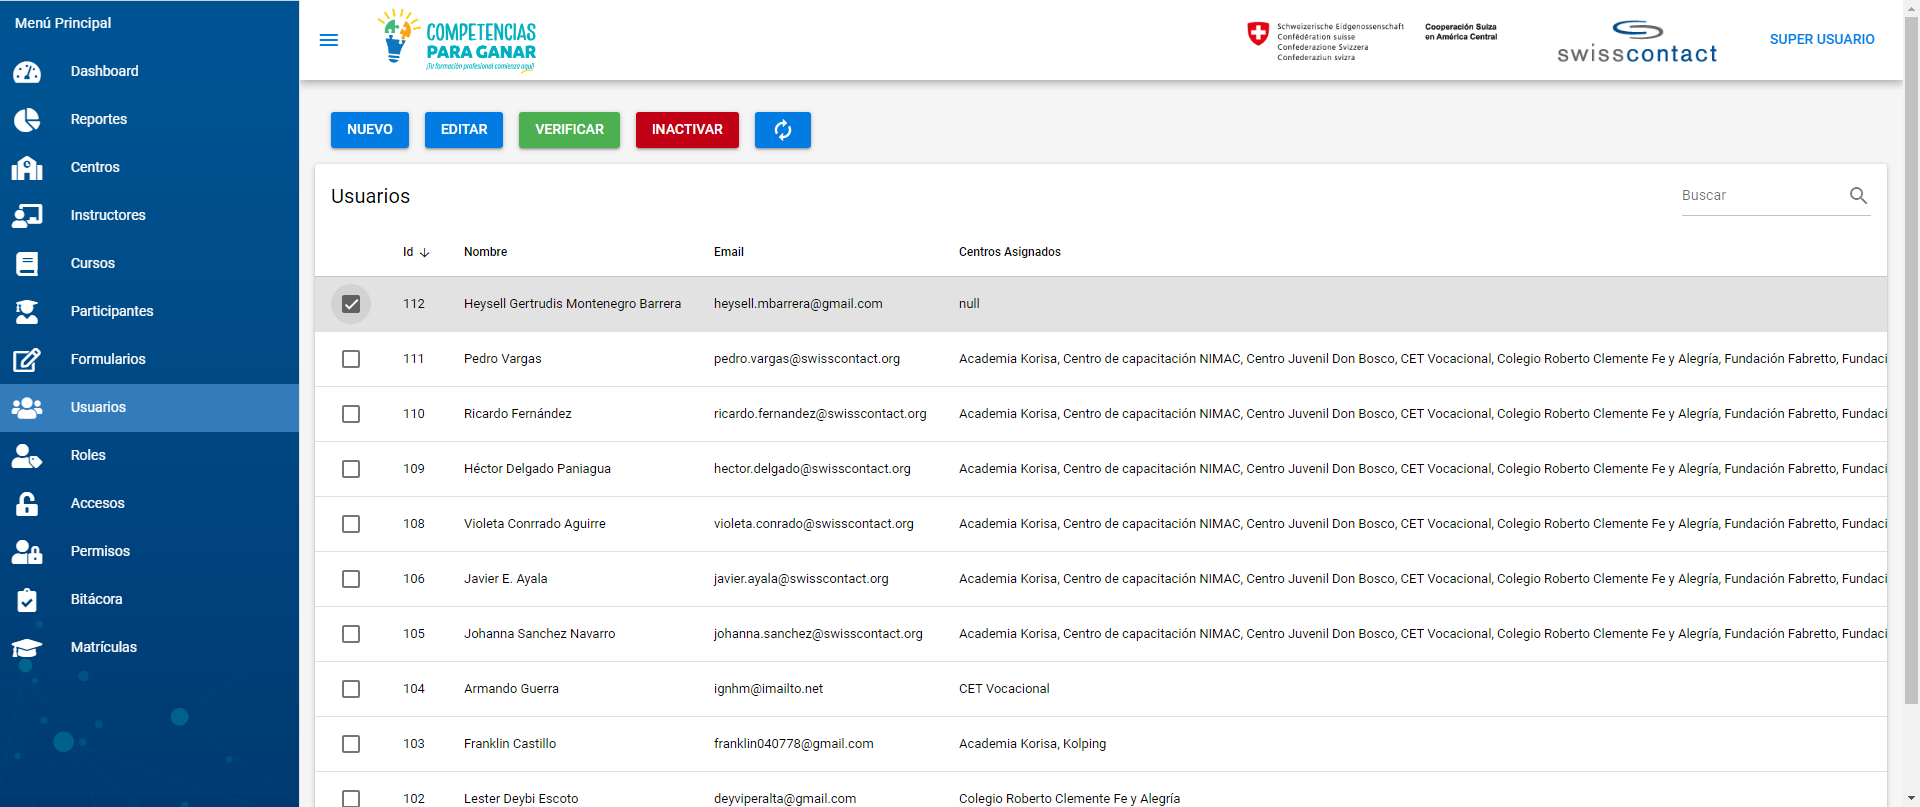 Menú Principal
Dashboard
Reportes
Centros
Instructores
Cursos
Participantes
Formularios
Usuarios
Roles
Accesos
Permisos
Bitácora
Matrículas
COMPETENCIAS
PARA GANAR
¡Tu formación profesional comienza aquí!
Schweizerische Eidgenossenschaft
Confédération suisse
Confederazione Svizzera
Confederaziun svizra
Cooperación Suiza
en América Central
swisscontact
SUPER USUARIO
NUEVO EDITAR VERIFICAR INACTIVAR
Usuarios
Buscar
Id Nombre Email Centros Asignados
112 Heysell Gertrudis Montenegro Barrera heysell.mbarrera@gmail.com null
111 Pedro Vargas pedro.vargas@swisscontact.org Academia Korisa, Centro de capacitación NIMAC, Centro Juvenil Don Bosco, CET Vocacional, Colegio Roberto Clemente Fe y Alegría, Fundación Fabretto, Fundaci
110 Ricardo Fernández ricardo.fernandez@swisscontact.org Academia Korisa, Centro de capacitación NIMAC, Centro Juvenil Don Bosco, CET Vocacional, Colegio Roberto Clemente Fe y Alegría, Fundación Fabretto, Fundaci
109 Héctor Delgado Paniagua hector.delgado@swisscontact.org Academia Korisa, Centro de capacitación NIMAC, Centro Juvenil Don Bosco, CET Vocacional, Colegio Roberto Clemente Fe y Alegría, Fundación Fabretto, Fundaci
108 Violeta Conrrado Aguirre violeta.conrado@swisscontact.org Academia Korisa, Centro de capacitación NIMAC, Centro Juvenil Don Bosco, CET Vocacional, Colegio Roberto Clemente Fe y Alegría, Fundación Fabretto, Fundaci
106 Javier E. Ayala javier.ayala@swisscontact.org Academia Korisa, Centro de capacitación NIMAC, Centro Juvenil Don Bosco, CET Vocacional, Colegio Roberto Clemente Fe y Alegría, Fundación Fabretto, Fundaci
105 Johanna Sanchez Navarro johanna.sanchez@swisscontact.org Academia Korisa, Centro de capacitación NIMAC, Centro Juvenil Don Bosco, CET Vocacional, Colegio Roberto Clemente Fe y Alegría, Fundación Fabretto, Fundaci
104 Armando Guerra ignhm@imailto.net CET Vocacional
103 Franklin Castillo franklin040778@gmail.com Academia Korisa, Kolping
102 Lester Deybi Escoto deyviperalta@gmail.com Colegio Roberto Clemente Fe y Alegría